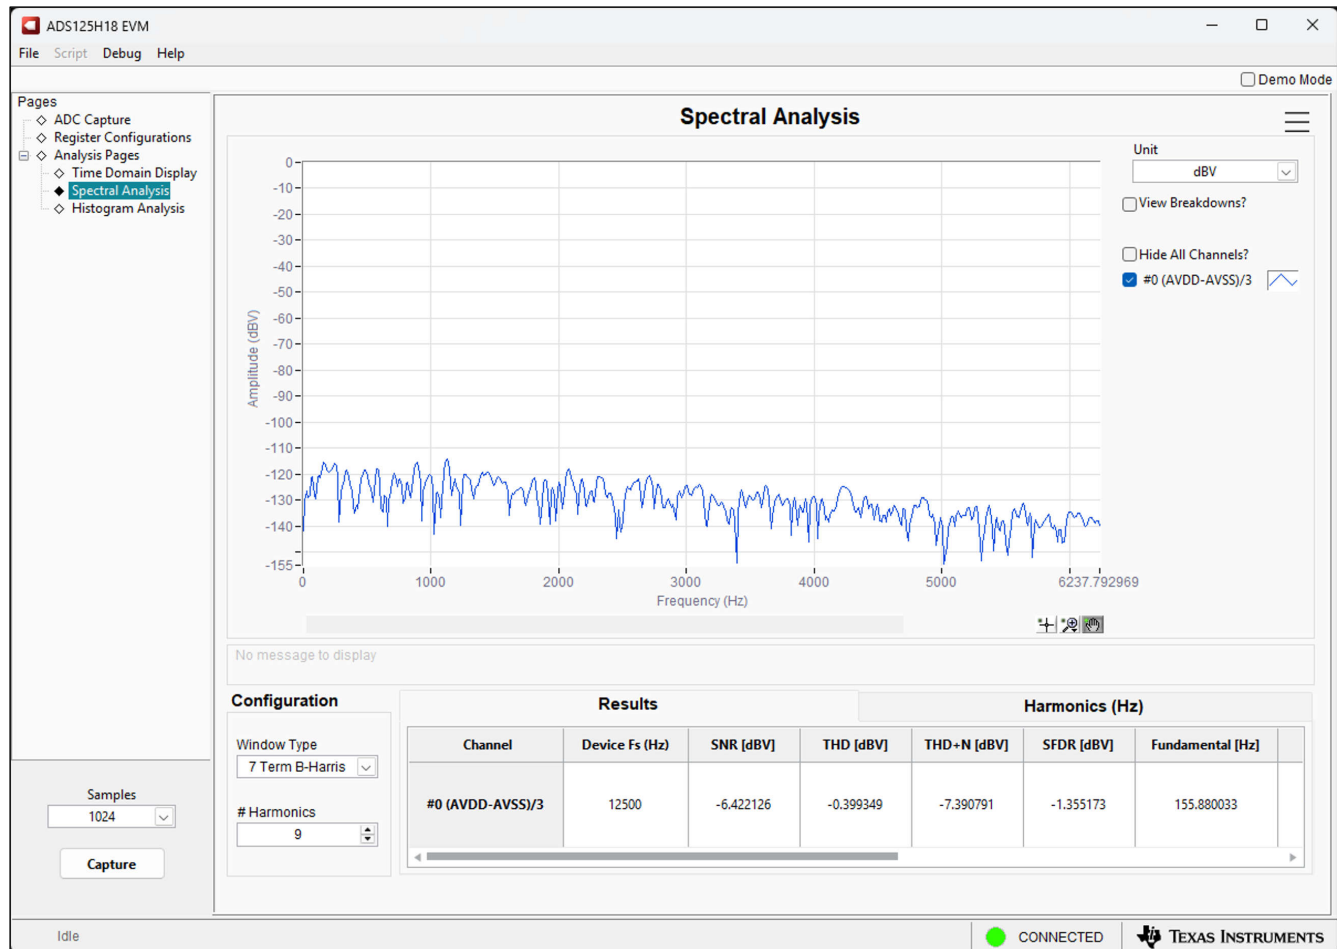 ADS125H18 EVM
File Script Debug Help
Demo Mode
Pages
ADC Capture
Register Configurations
Analysis Pages
Time Domain Display
Spectral Analysis
Histogram Analysis
Samples
1024
Capture
Spectral Analysis
Amplitude (dBV)
0
-10
-20
-30
-40
-50
-60
-70
-80
-90
-100
-110
-120
-130
-140
-155
0 1000 2000 3000 4000 5000 6237.792969
Frequency (Hz)
Unit
dBV
View Breakdowns?
Hide All Channels?
#0 (AVDD-AVSS)/3
No message to display
Configuration
Window Type
7 Term B-Harris
# Harmonics
9
Results Harmonics (Hz)
Channel Device Fs (Hz) SNR [dBV] THD [dBV] THD+N [dBV] SFDR [dBV] Fundamental [Hz]
#0 (AVDD-AVSS)/3 12500 -6.422126 -0.399349 -7.390791 -1.355173 155.880033
Idle
CONNECTED
TEXAS INSTRUMENTS